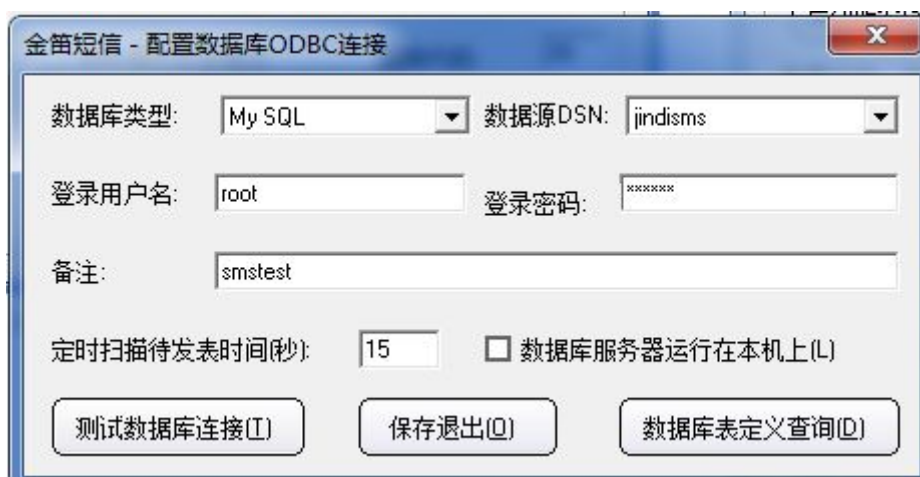 金笛短信 - 配置数据库ODBC连接
数据库类型: My SQL 数据源DSN: jindisms
登录用户名: root 登录密码: ******
备注: smstest
定时扫描待发表时间(秒): 15 数据库服务器运行在本机上(L)
测试数据库连接(T) 保存退出(O) 数据库表定义查询(D)